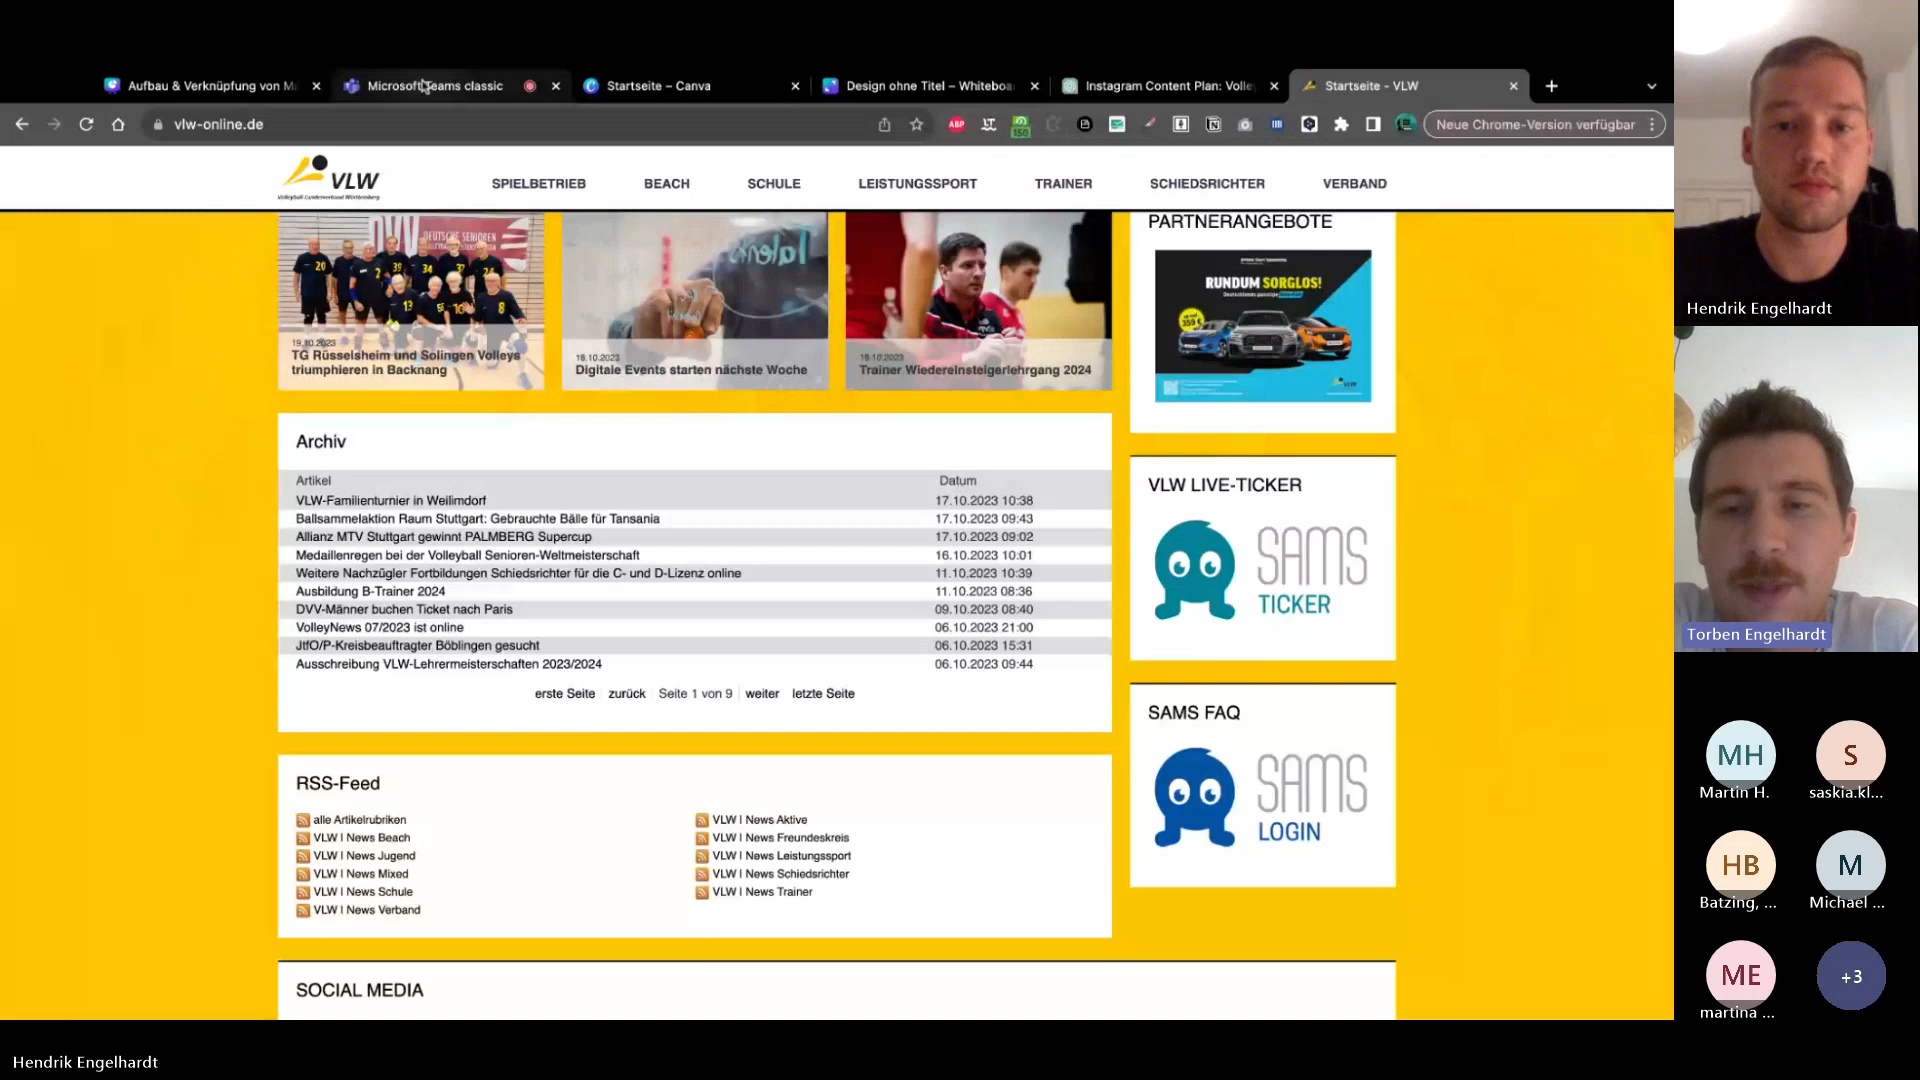 Aufbau & Verknüpfung von Ma
Microsoft Teams classic
Startseite – Canva
Design ohne Titel – Whiteboa
Instagram Content Plan: Volle
Startseite - VLW
vlw-online.de
ABP
150
Neue Chrome-Version verfügbar
VLW
Volleyball Landesverband Württemberg
SPIELBETRIEB
BEACH
SCHULE
LEISTUNGSSPORT
TRAINER
SCHIEDSRICHTER
VERBAND
DEUTSCHE SENIOREN
19.10.2023
TG Rüsselsheim und Solingen Volleys
triumphieren in Backnang
18.10.2023
Digitale Events starten nächste Woche
18.10.2023
Trainer Wiedereinsteigerlehrgang 2024
PARTNERANGEBOTE
RUNDUM SORGLOS!
359 €
VLW
Archiv
Artikel Datum
VLW-Familienturnier in Weilimdorf 17.10.2023 10:38
Ballsammelaktion Raum Stuttgart: Gebrauchte Bälle für Tansania 17.10.2023 09:43
Allianz MTV Stuttgart gewinnt PALMBERG Supercup 17.10.2023 09:02
Medaillenregen bei der Volleyball Senioren-Weltmeisterschaft 16.10.2023 10:01
Weitere Nachzügler Fortbildungen Schiedsrichter für die C- und D-Lizenz online 11.10.2023 10:39
Ausbildung B-Trainer 2024 11.10.2023 08:36
DVV-Männer buchen Ticket nach Paris 09.10.2023 08:40
VolleyNews 07/2023 ist online 06.10.2023 21:00
JtfO/P-Kreisbeauftragter Böblingen gesucht 06.10.2023 15:31
Ausschreibung VLW-Lehrermeisterschaften 2023/2024 06.10.2023 09:44
erste Seite zurück Seite 1 von 9 weiter letzte Seite
VLW LIVE-TICKER
SAMS
TICKER
SAMS FAQ
SAMS
LOGIN
RSS-Feed
alle Artikelrubriken
VLW | News Beach
VLW | News Jugend
VLW | News Mixed
VLW | News Schule
VLW | News Verband
VLW | News Aktive
VLW | News Freundeskreis
VLW | News Leistungssport
VLW | News Schiedsrichter
VLW | News Trainer
SOCIAL MEDIA
Hendrik Engelhardt
Torben Engelhardt
MH
Martin H.
S
saskia.kl...
HB
Batzing, ...
M
Michael ...
ME
martina ...
+3
Hendrik Engelhardt